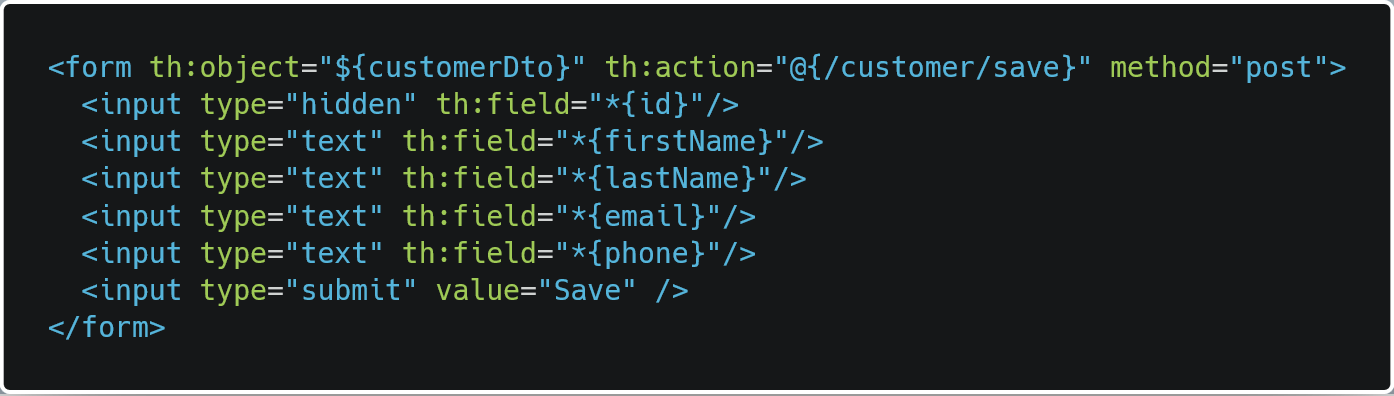 <form th:object="${customerDto}" th:action="@{/customer/save}" method="post">
  <input type="hidden" th:field="*{id}"/>
  <input type="text" th:field="*{firstName}"/>
  <input type="text" th:field="*{lastName}"/>
  <input type="text" th:field="*{email}"/>
  <input type="text" th:field="*{phone}"/>
  <input type="submit" value="Save" />
</form>